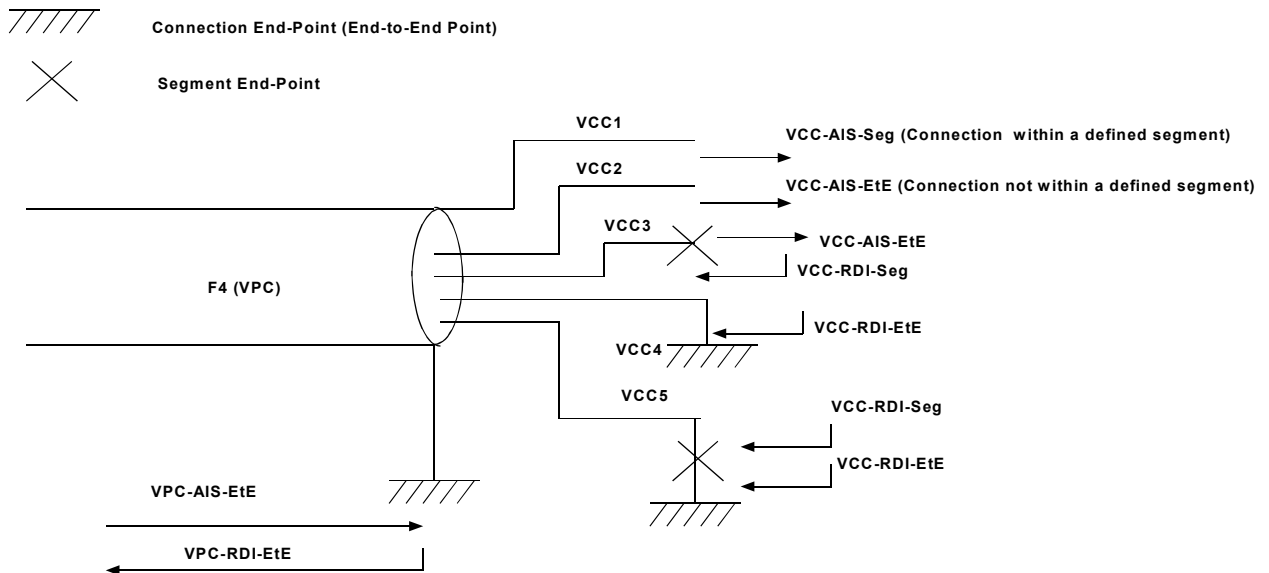 Connection End-Point (End-to-End Point)
Segment End-Point
VCC1
VCC-AIS-Seg (Connection within a defined segment)
VCC2
VCC-AIS-EtE (Connection not within a defined segment)
VCC3
VCC-AIS-EtE
VCC-RDI-Seg
F4 (VPC)
VCC-RDI-EtE
VCC4
VCC5
VCC-RDI-Seg
VCC-RDI-EtE
VPC-AIS-EtE
VPC-RDI-EtE